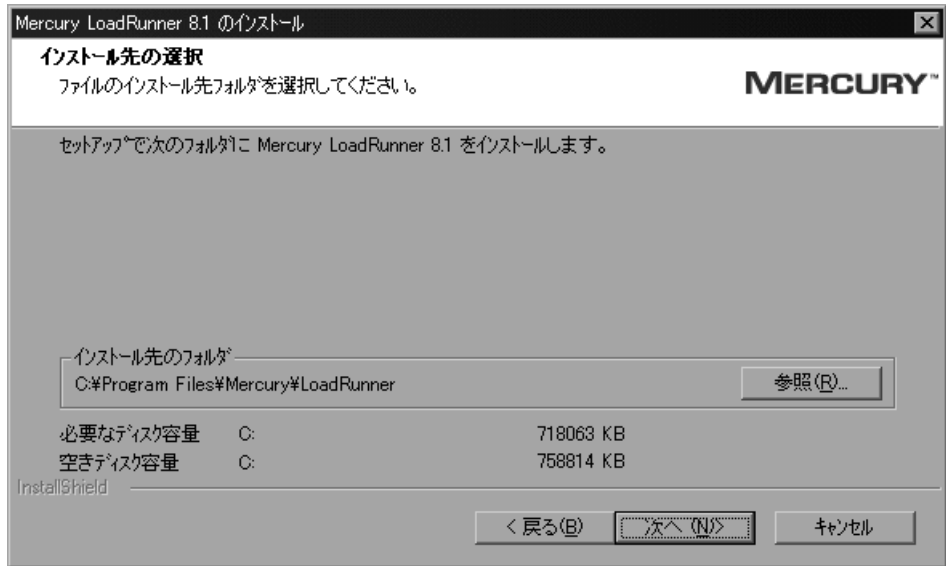 Mercury LoadRunner 8.1 のインストール
インストール先の選択
ファイルのインストール先フォルダを選択してください。
MERCURY™
セットアップで次のフォルダに Mercury LoadRunner 8.1 をインストールします。
インストール先のフォルダ
C:¥Program Files¥Mercury¥LoadRunner
参照(R)...
必要なディスク容量 C: 718063 KB
空きディスク容量 C: 758814 KB
InstallShield
< 戻る(B) 次へ (N)> キャンセル